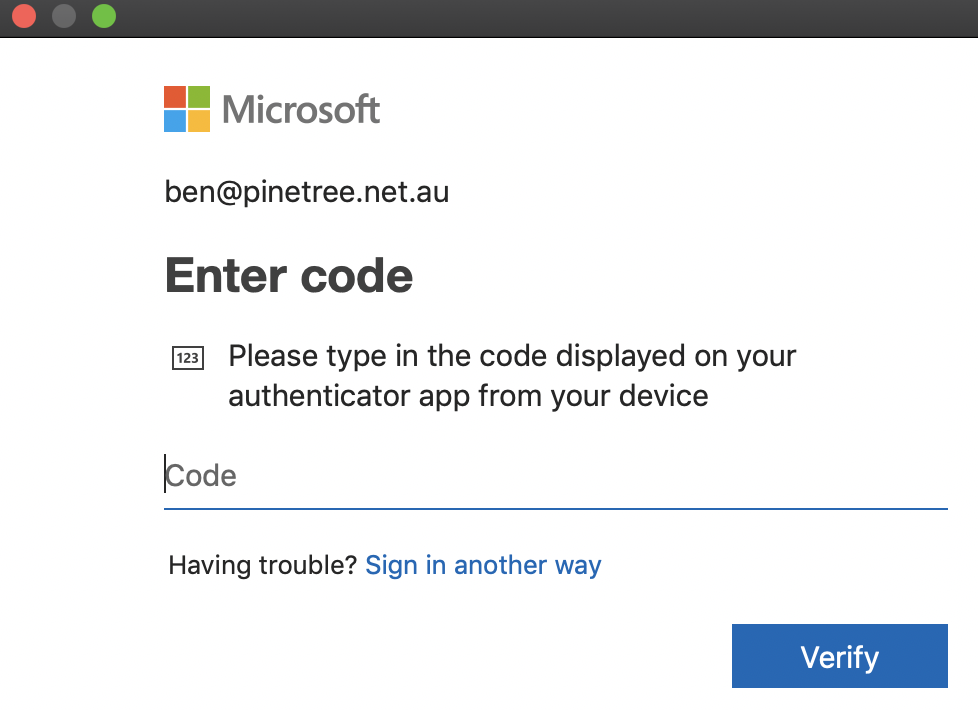 Microsoft
ben@pinetree.net.au
Enter code
123
Please type in the code displayed on your
authenticator app from your device
Code
Having trouble? Sign in another way
Verify